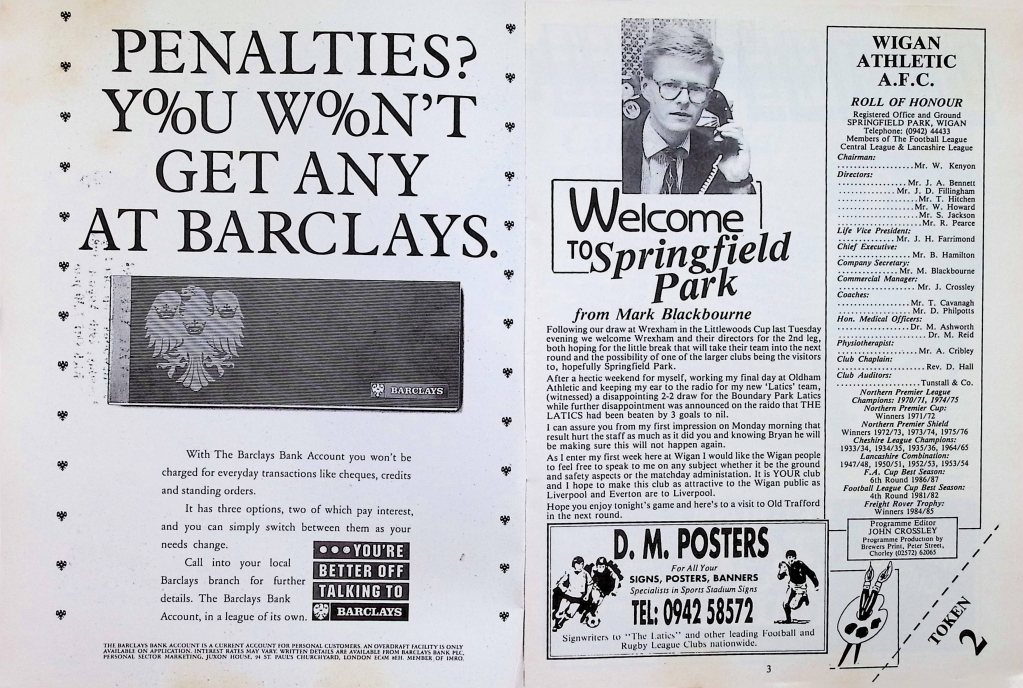 PENALTIES?
Y%U W%N'T
GET ANY
AT BARCLAYS.
BARCLAYS
With The Barclays Bank Account you won't be
charged for everyday transactions like cheques, credits
and standing orders.
It has three options, two of which pay interest,
and you can simply switch between them as your
needs change.
Call into your local
Barclays branch for further
details. The Barclays Bank
Account, in a league of its own.
YOU'RE
BETTER OFF
TALKING TO
BARCLAYS
THE BARCLAYS BANK ACCOUNT IS A CURRENT ACCOUNT FOR PERSONAL CUSTOMERS. AN OVERDRAFT FACILITY IS ONLY
AVAILABLE ON APPLICATION. INTEREST RATES MAY VARY. WRITTEN DETAILS ARE AVAILABLE FROM BARCLAYS BANK PLC,
PERSONAL SECTOR MARKETING, JUXON HOUSE, 94 ST. PAUL'S CHURCHYARD, LONDON EC4M 8EH. MEMBER OF IMRO.
Welcome
TO Springfield
Park
from Mark Blackbourne
Following our draw at Wrexham in the Littlewoods Cup last Tuesday
evening we welcome Wrexham and their directors for the 2nd leg,
both hoping for the little break that will take their team into the next
round and the possibility of one of the larger clubs being the visitors
to, hopefully Springfield Park.
After a hectic weekend for myself, working my final day at Oldham
Athletic and keeping my ear to the radio for my new 'Latics' team,
(witnessed) a disappointing 2-2 draw for the Boundary Park Latics
while further disappointment was announced on the raido that THE
LATICS had been beaten by 3 goals to nil.
I can assure you from my first impression on Monday morning that
result hurt the staff as much as it did you and knowing Bryan he will
be making sure this will not happen again.
As I enter my first week here at Wigan I would like the Wigan people
to feel free to speak to me on any subject whether it be the ground
and safety aspects or the matchday administation. It is YOUR club
and I hope to make this club as attractive to the Wigan public as
Liverpool and Everton are to Liverpool.
Hope you enjoy tonight's game and here's to a visit to Old Trafford
in the next round.
D. M. POSTERS
For All Your
SIGNS, POSTERS, BANNERS
Specialists in Sports Stadium Signs
TEL: 0942 58572
Signwriters to "The Latics" and other leading Football and
Rugby League Clubs nationwide.
3
WIGAN
ATHLETIC
A.F.C.
ROLL OF HONOUR
Registered Office and Ground
SPRINGFIELD PARK, WIGAN
Telephone: (0942) 44433
Members of The Football League
Central League & Lancashire League
Chairman:
Mr. W. Kenyon
Directors:
Mr. J. A. Bennett
Mr. J. D. Fillingham
Mr. T. Hitchen
Mr. W. Howard
Mr. S. Jackson
Mr. R. Pearce
Life Vice President:
Mr. J. H. Farrimond
Chief Executive:
Mr. B. Hamilton
Company Secretary:
Mr. M. Blackbourne
Commercial Manager:
Mr. J. Crossley
Coaches:
Mr. T. Cavanagh
Mr. D. Philpotts
Hon. Medical Officers:
Dr. M. Ashworth
Dr. M. Reid
Physiotherapist:
Mr. A. Cribley
Club Chaplain:
Rev. D. Hall
Club Auditors:
Tunstall & Co.
Northern Premier League
Champions: 1970/71, 1974/75
Northern Premier Cup:
Winners 1971/72
Northern Premier Shield
Winners 1972/73, 1973/74, 1975/76
Cheshire League Champions:
1933/34, 1934/35, 1935/36, 1964/65
Lancashire Combination:
1947/48, 1950/51, 1952/53, 1953/54
F.A. Cup Best Season:
6th Round 1986/87
Football League Cup Best Season:
4th Round 1981/82
Freight Rover Trophy:
Winners 1984/85
Programme Editor
JOHN CROSSLEY
Programme Production by
Brewers Print, Peter Street,
Chorley (02572) 62065
TOKEN
2